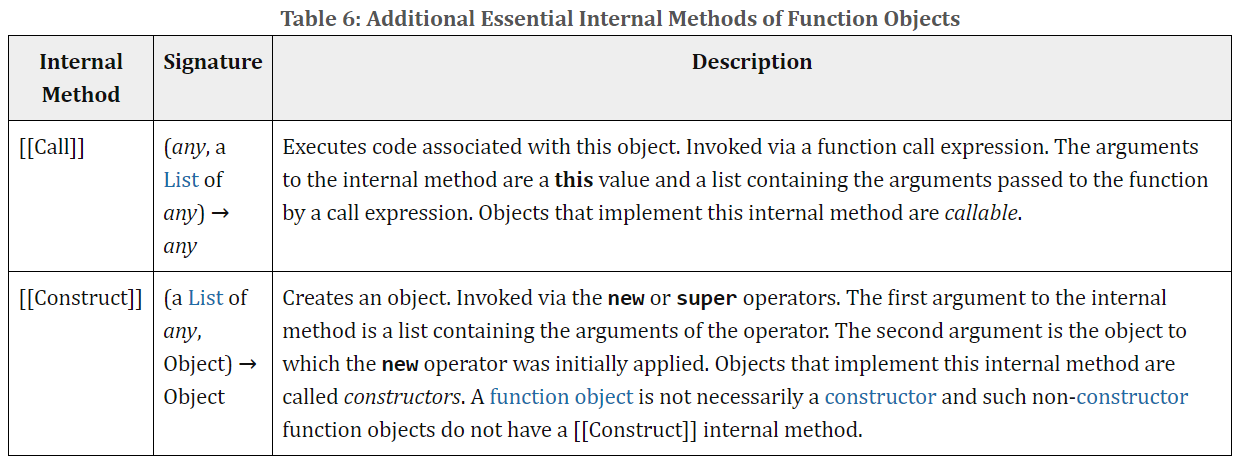 Table 6: Additional Essential Internal Methods of Function Objects
Internal
Method
Signature
Description
[[Call]]
(any, a
List of
any) →
any
Executes code associated with this object. Invoked via a function call expression. The arguments
to the internal method are a this value and a list containing the arguments passed to the function
by a call expression. Objects that implement this internal method are callable.
[[Construct]]
(a List of
any,
Object) →
Object
Creates an object. Invoked via the new or super operators. The first argument to the internal
method is a list containing the arguments of the operator. The second argument is the object to
which the new operator was initially applied. Objects that implement this internal method are
called constructors. A function object is not necessarily a constructor and such non-constructor
function objects do not have a [[Construct]] internal method.